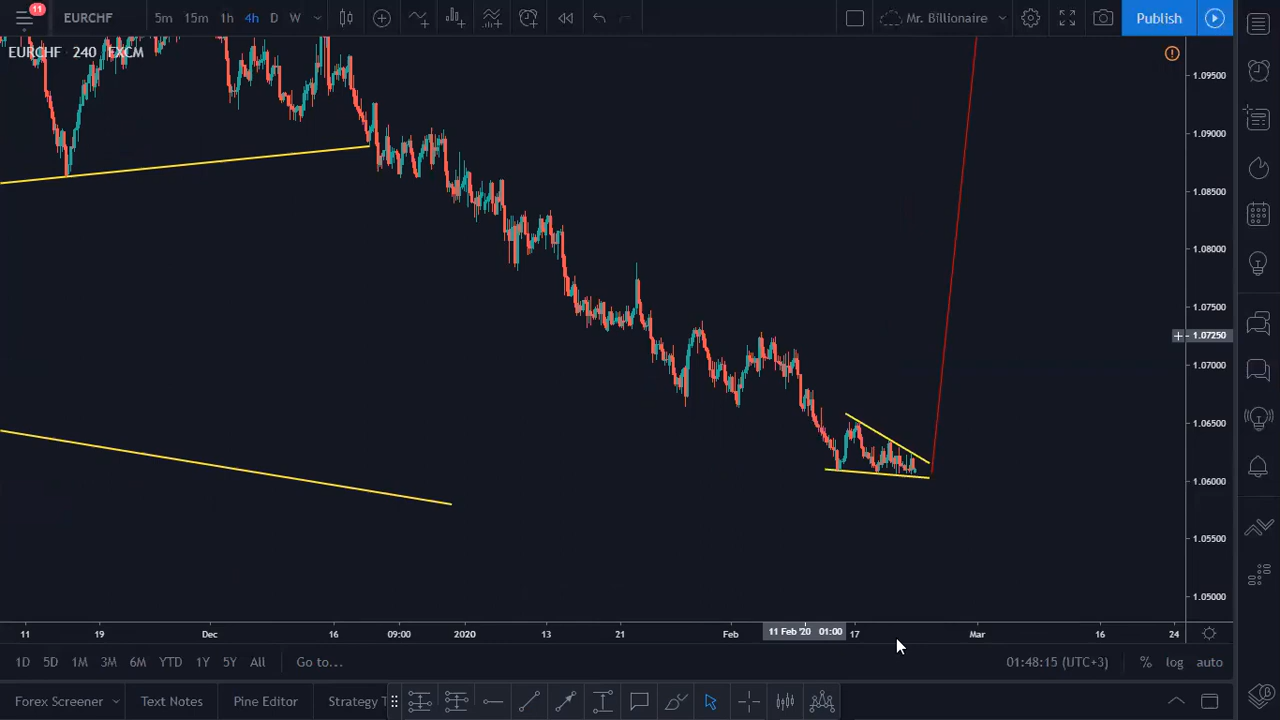 11
EURCHF 5m 15m 1h 4h D W Mr. Billionaire Publish
EURCHF 240 FXCM
1.09500
1.09000
1.08500
1.08000
1.07500
1.07250
1.07000
1.06500
1.06000
1.05500
1.05000
11 19 Dec 16 09:00 2020 13 21 Feb 11 Feb '20 01:00 17 Mar 16 24
1D 5D 1M 3M 6M YTD 1Y 5Y All Go to... 01:48:15 (UTC+3) % log auto
Forex Screener Text Notes Pine Editor Strategy T